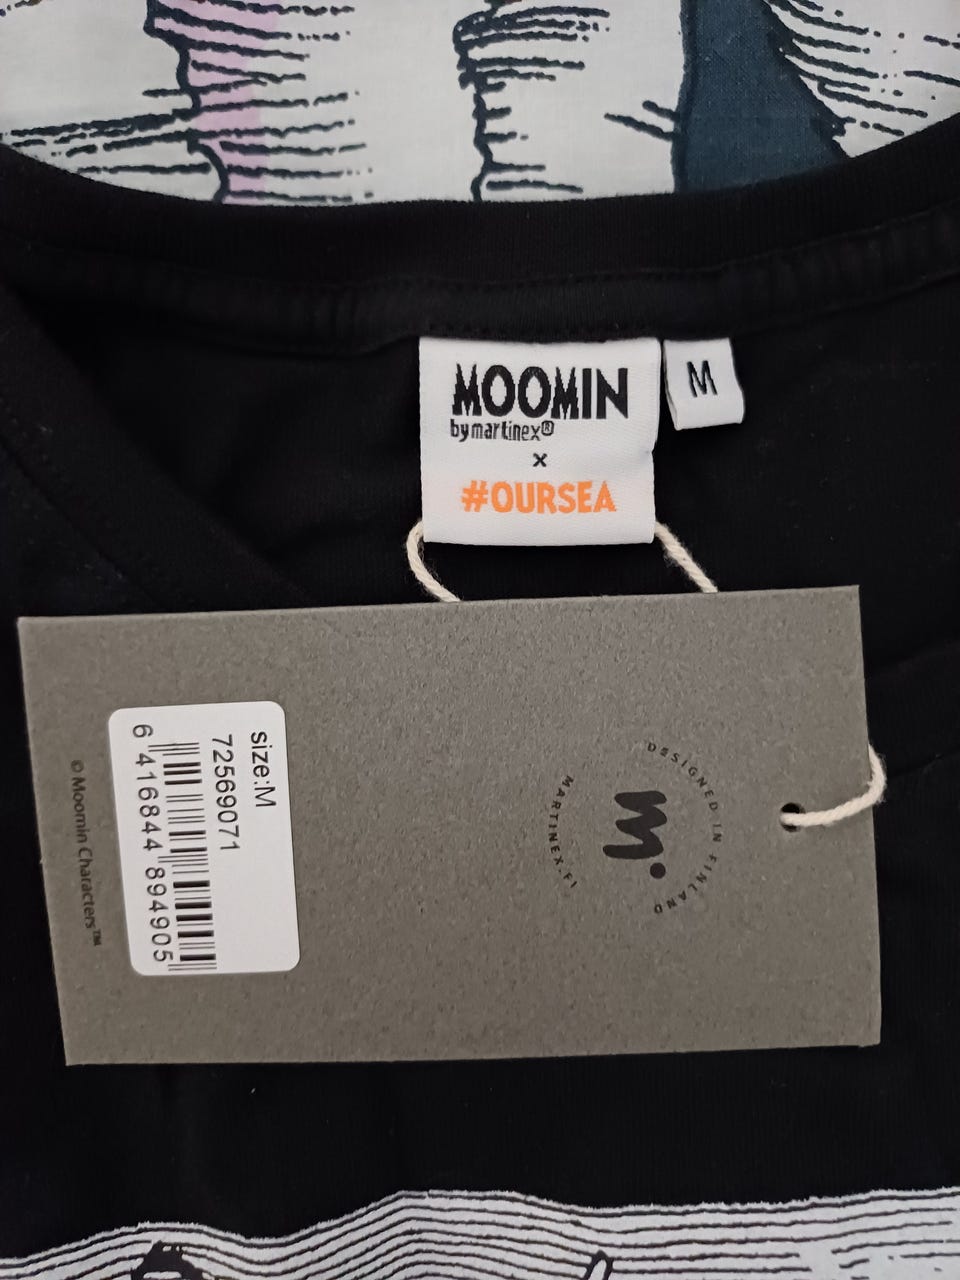 MOOMIN
by martinex®
x
#OURSEA
M
size:M
72569071
6 416844 894905
© Moomin Characters™
DESIGNED IN FINLAND
m.
MARTINEX.FI